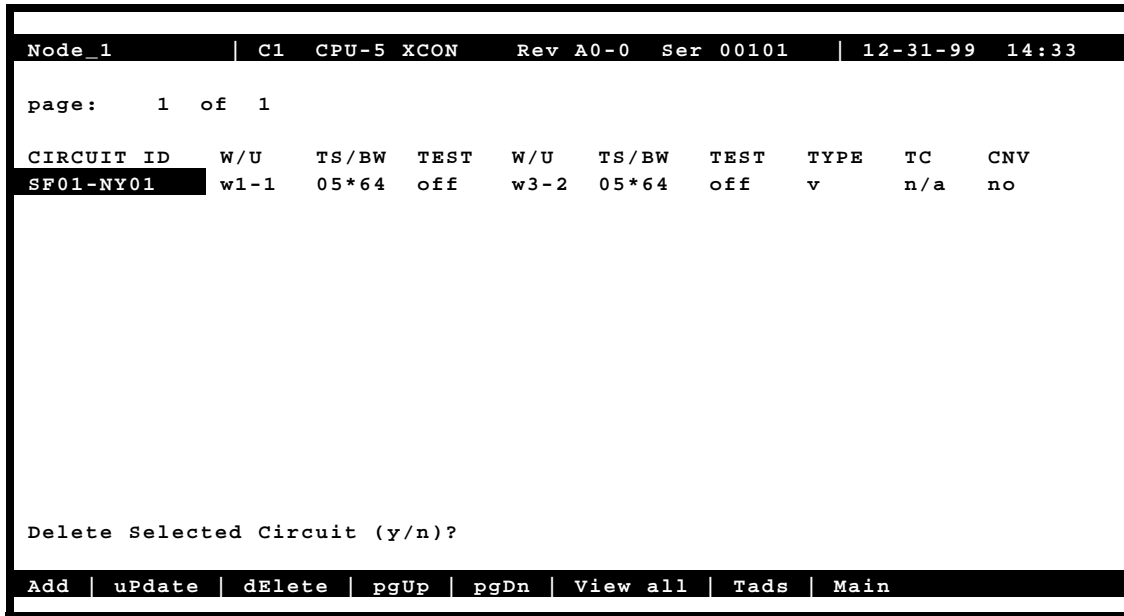 Node_1 | C1 CPU-5 XCON Rev A0-0 Ser 00101 | 12-31-99 14:33
page: 1 of 1
CIRCUIT ID W/U TS/BW TEST W/U TS/BW TEST TYPE TC CNV
SF01-NY01 w1-1 05*64 off w3-2 05*64 off v n/a no
Delete Selected Circuit (y/n)?
Add | uPdate | dElete | pgUp | pgDn | View all | Tads | Main